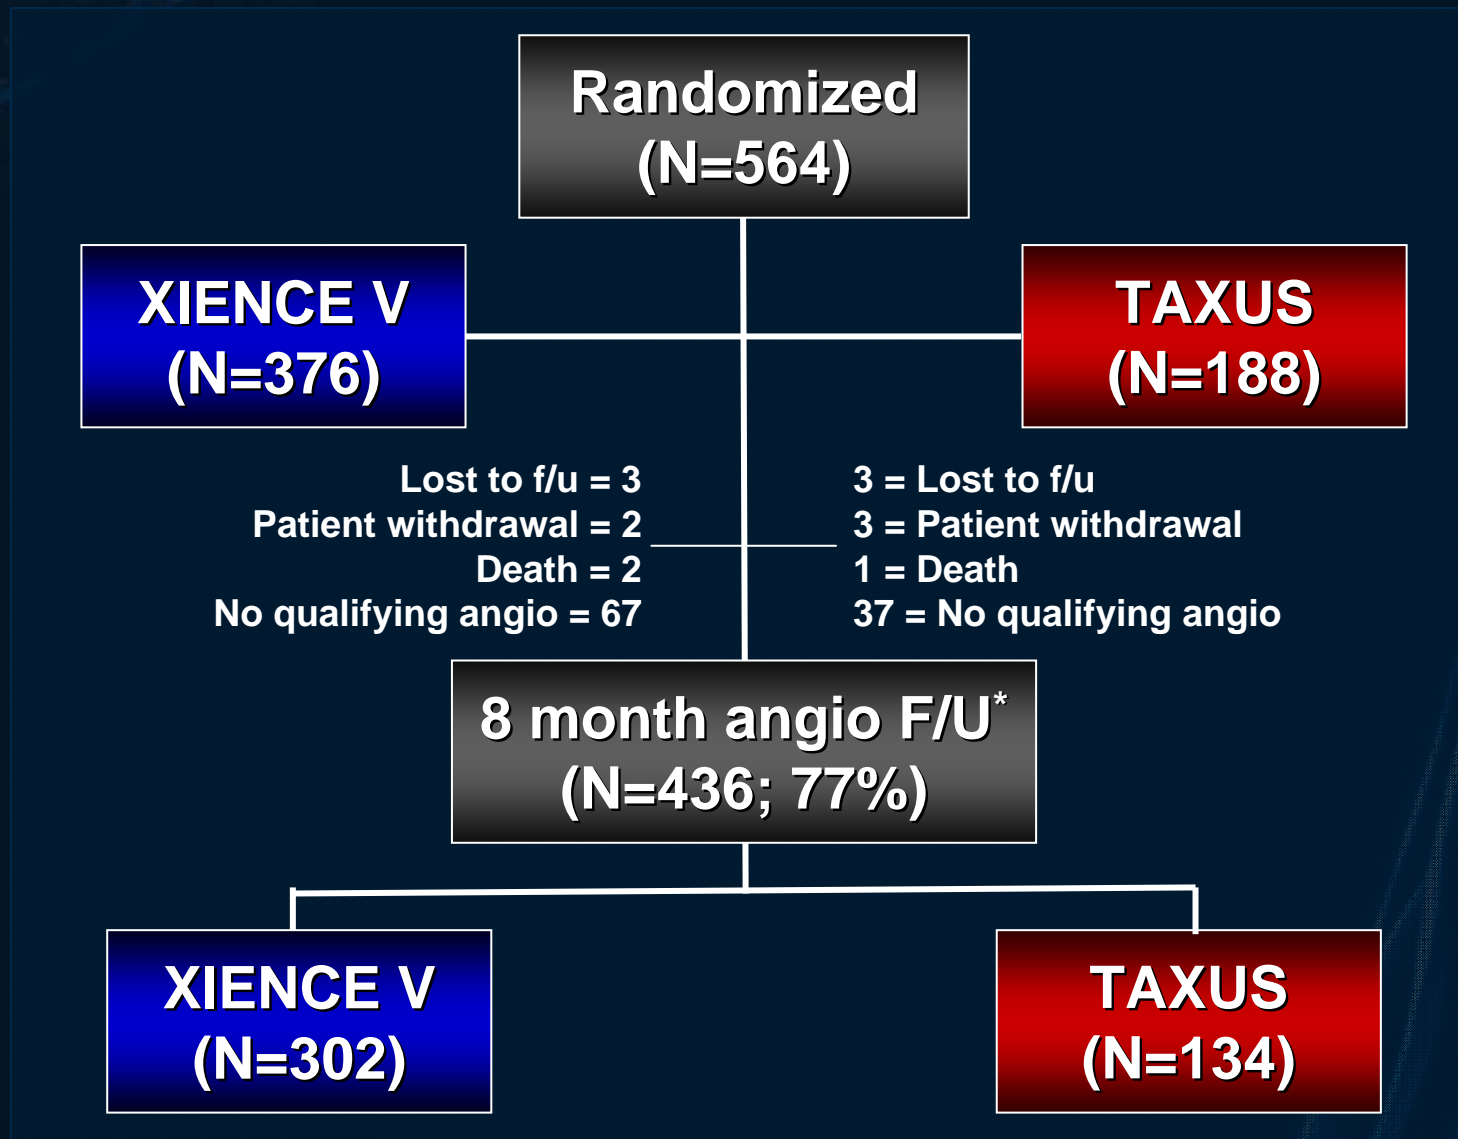 Randomized
(N=564)
XIENCE V
(N=376)
TAXUS
(N=188)
Lost to f/u = 3
Patient withdrawal = 2
Death = 2
No qualifying angio = 67
3 = Lost to f/u
3 = Patient withdrawal
1 = Death
37 = No qualifying angio
8 month angio F/U*
(N=436; 77%)
XIENCE V
(N=302)
TAXUS
(N=134)